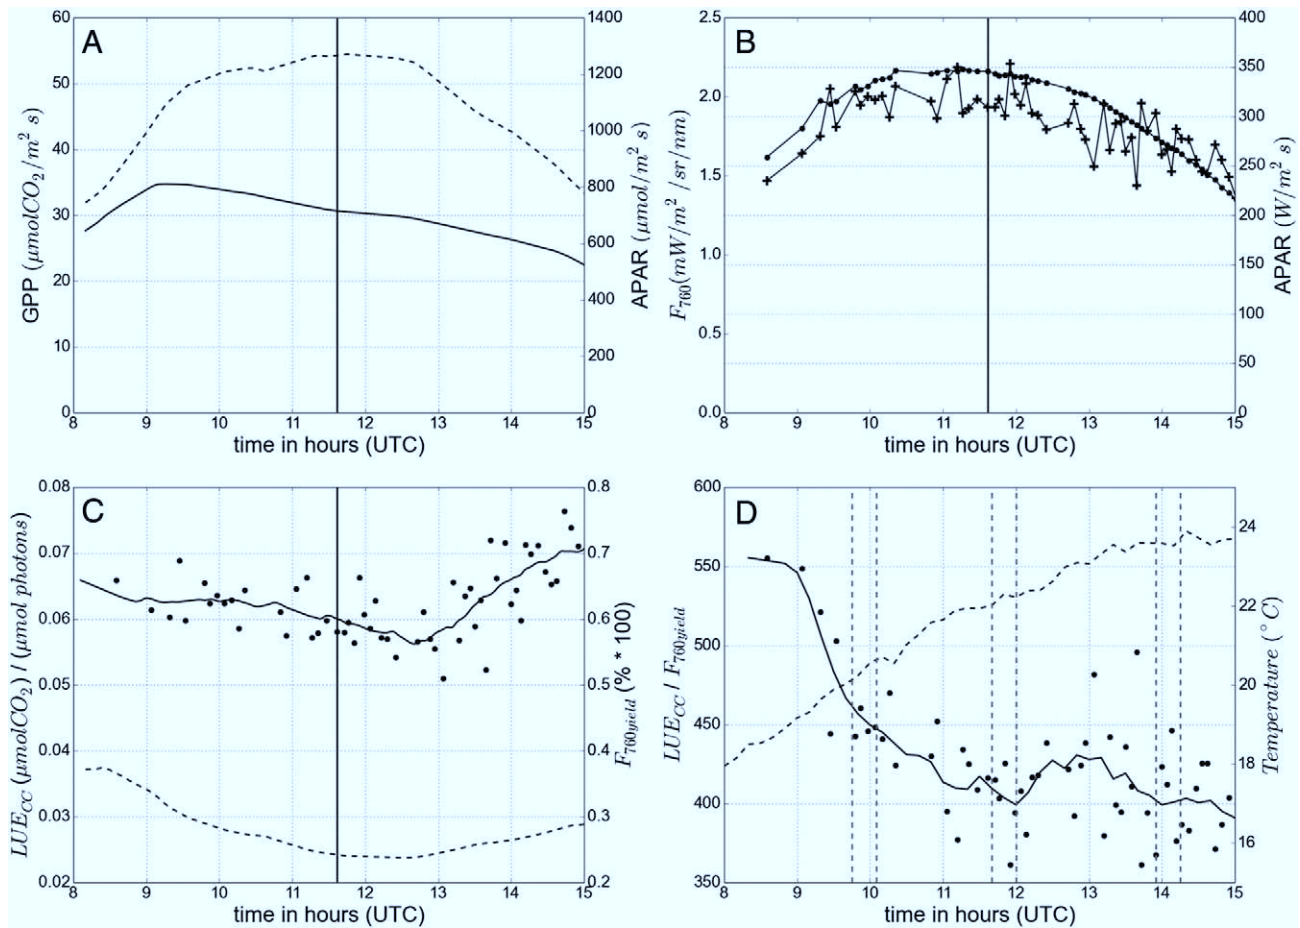 A
60
50
40
30
20
10
0
GPP (μmolCO2/m2 s)
1400
1200
1000
800
600
400
200
0
APAR (μmol/m2 s)
8 9 10 11 12 13 14 15
time in hours (UTC)
B
2.5
2.0
1.5
1.0
0.5
0.0
F760(mW/m2/sr/nm)
400
350
300
250
200
150
100
50
0
APAR (W/m2 s)
8 9 10 11 12 13 14 15
time in hours (UTC)
C
0.08
0.07
0.06
0.05
0.04
0.03
0.02
LUECC (μmolCO2) / (μmol photons)
0.8
0.7
0.6
0.5
0.4
0.3
0.2
F760yield (% * 100)
8 9 10 11 12 13 14 15
time in hours (UTC)
D
600
550
500
450
400
350
LUECC / F760yield
24
22
20
18
16
Temperature (°C)
8 9 10 11 12 13 14 15
time in hours (UTC)